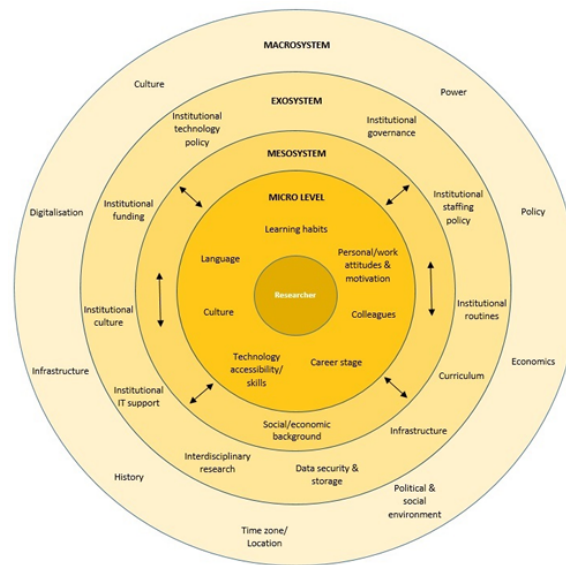 MACROSYSTEM
Culture
Power
EXOSYSTEM
Institutional
technology
policy
Institutional
governance
MESOSYSTEM
Digitalisation
Institutional
funding
MICRO LEVEL
Institutional
staffing
policy
Policy
Learning habits
Language
Personal/work
attitudes &
motivation
Researcher
Institutional
culture
Culture
Colleagues
Institutional
routines
Infrastructure
Technology
accessibility/
skills
Career stage
Economics
Institutional
IT support
Curriculum
Social/economic
background
Infrastructure
Interdisciplinary
research
Data security &
storage
History
Political &
social
environment
Time zone/
Location